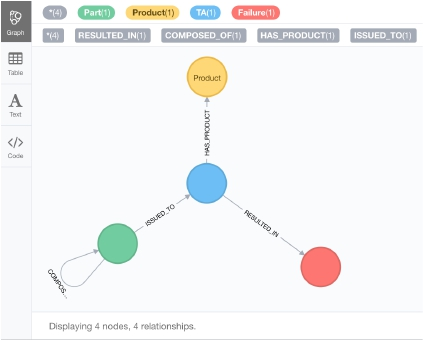 *(4) Part(1) Product(1) TA(1) Failure(1)
*(4) RESULTED_IN(1) COMPOSED_OF(1) HAS_PRODUCT(1) ISSUED_TO(1)
Graph
Table
A
Text
</>
Code
Product
HAS_PRODUCT
ISSUED_TO
RESULTED_IN
COMPOS…
Displaying 4 nodes, 4 relationships.